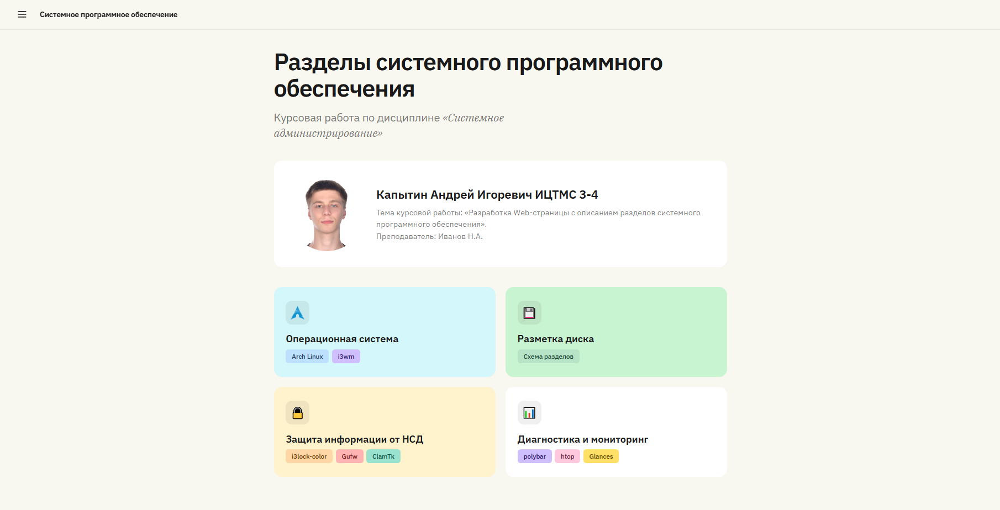 Системное программное обеспечение
Разделы системного программного
обеспечения
Курсовая работа по дисциплине «Системное
администрирование»
Капытин Андрей Игоревич ИЦТМС 3-4
Тема курсовой работы: «Разработка Web-страницы с описанием разделов системного
программного обеспечения».
Преподаватель: Иванов Н.А.
Операционная система
Arch Linux i3wm
Разметка диска
Схема разделов
Защита информации от НСД
i3lock-color Gufw ClamTk
Диагностика и мониторинг
polybar htop Glances